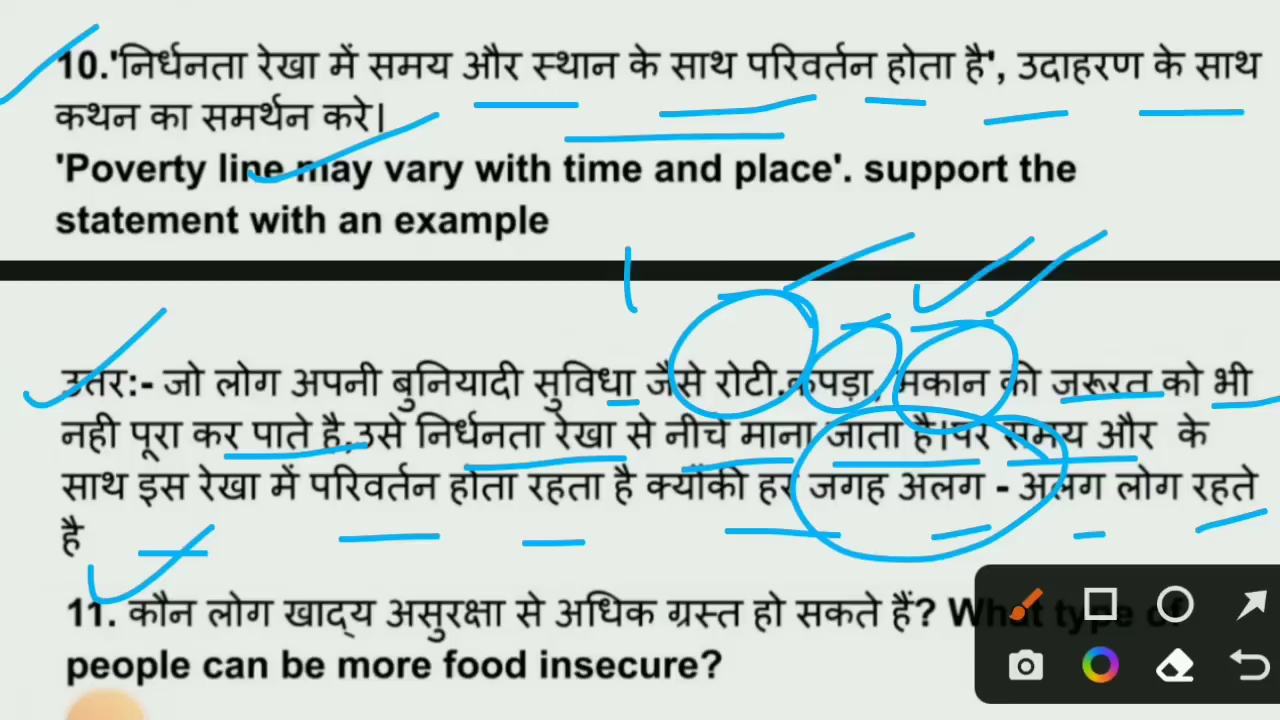 10.'निर्धनता रेखा में समय और स्थान के साथ परिवर्तन होता है', उदाहरण के साथ
कथन का समर्थन करे।
'Poverty line may vary with time and place'. support the
statement with an example
उतर:- जो लोग अपनी बुनियादी सुविधा जैसे रोटी.कपड़ा, मकान की जरूरत को भी
नही पूरा कर पाते है,उसे निर्धनता रेखा से नीचे माना जाता है।पर समय और के
साथ इस रेखा में परिवर्तन होता रहता है क्योंकी हर जगह अलग - अलग लोग रहते
है
11. कौन लोग खाद्य असुरक्षा से अधिक ग्रस्त हो सकते हैं? What type of
people can be more food insecure?